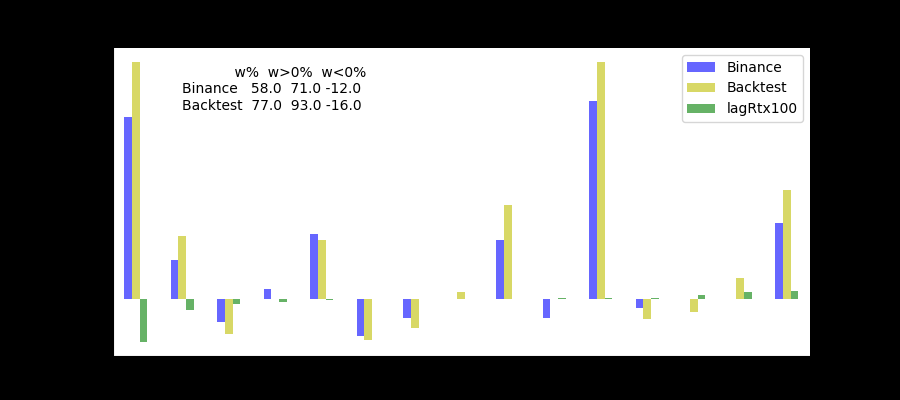 w% w>0% w<0%
Binance 58.0 71.0 -12.0
Backtest 77.0 93.0 -16.0
Binance
Backtest
lagRtx100